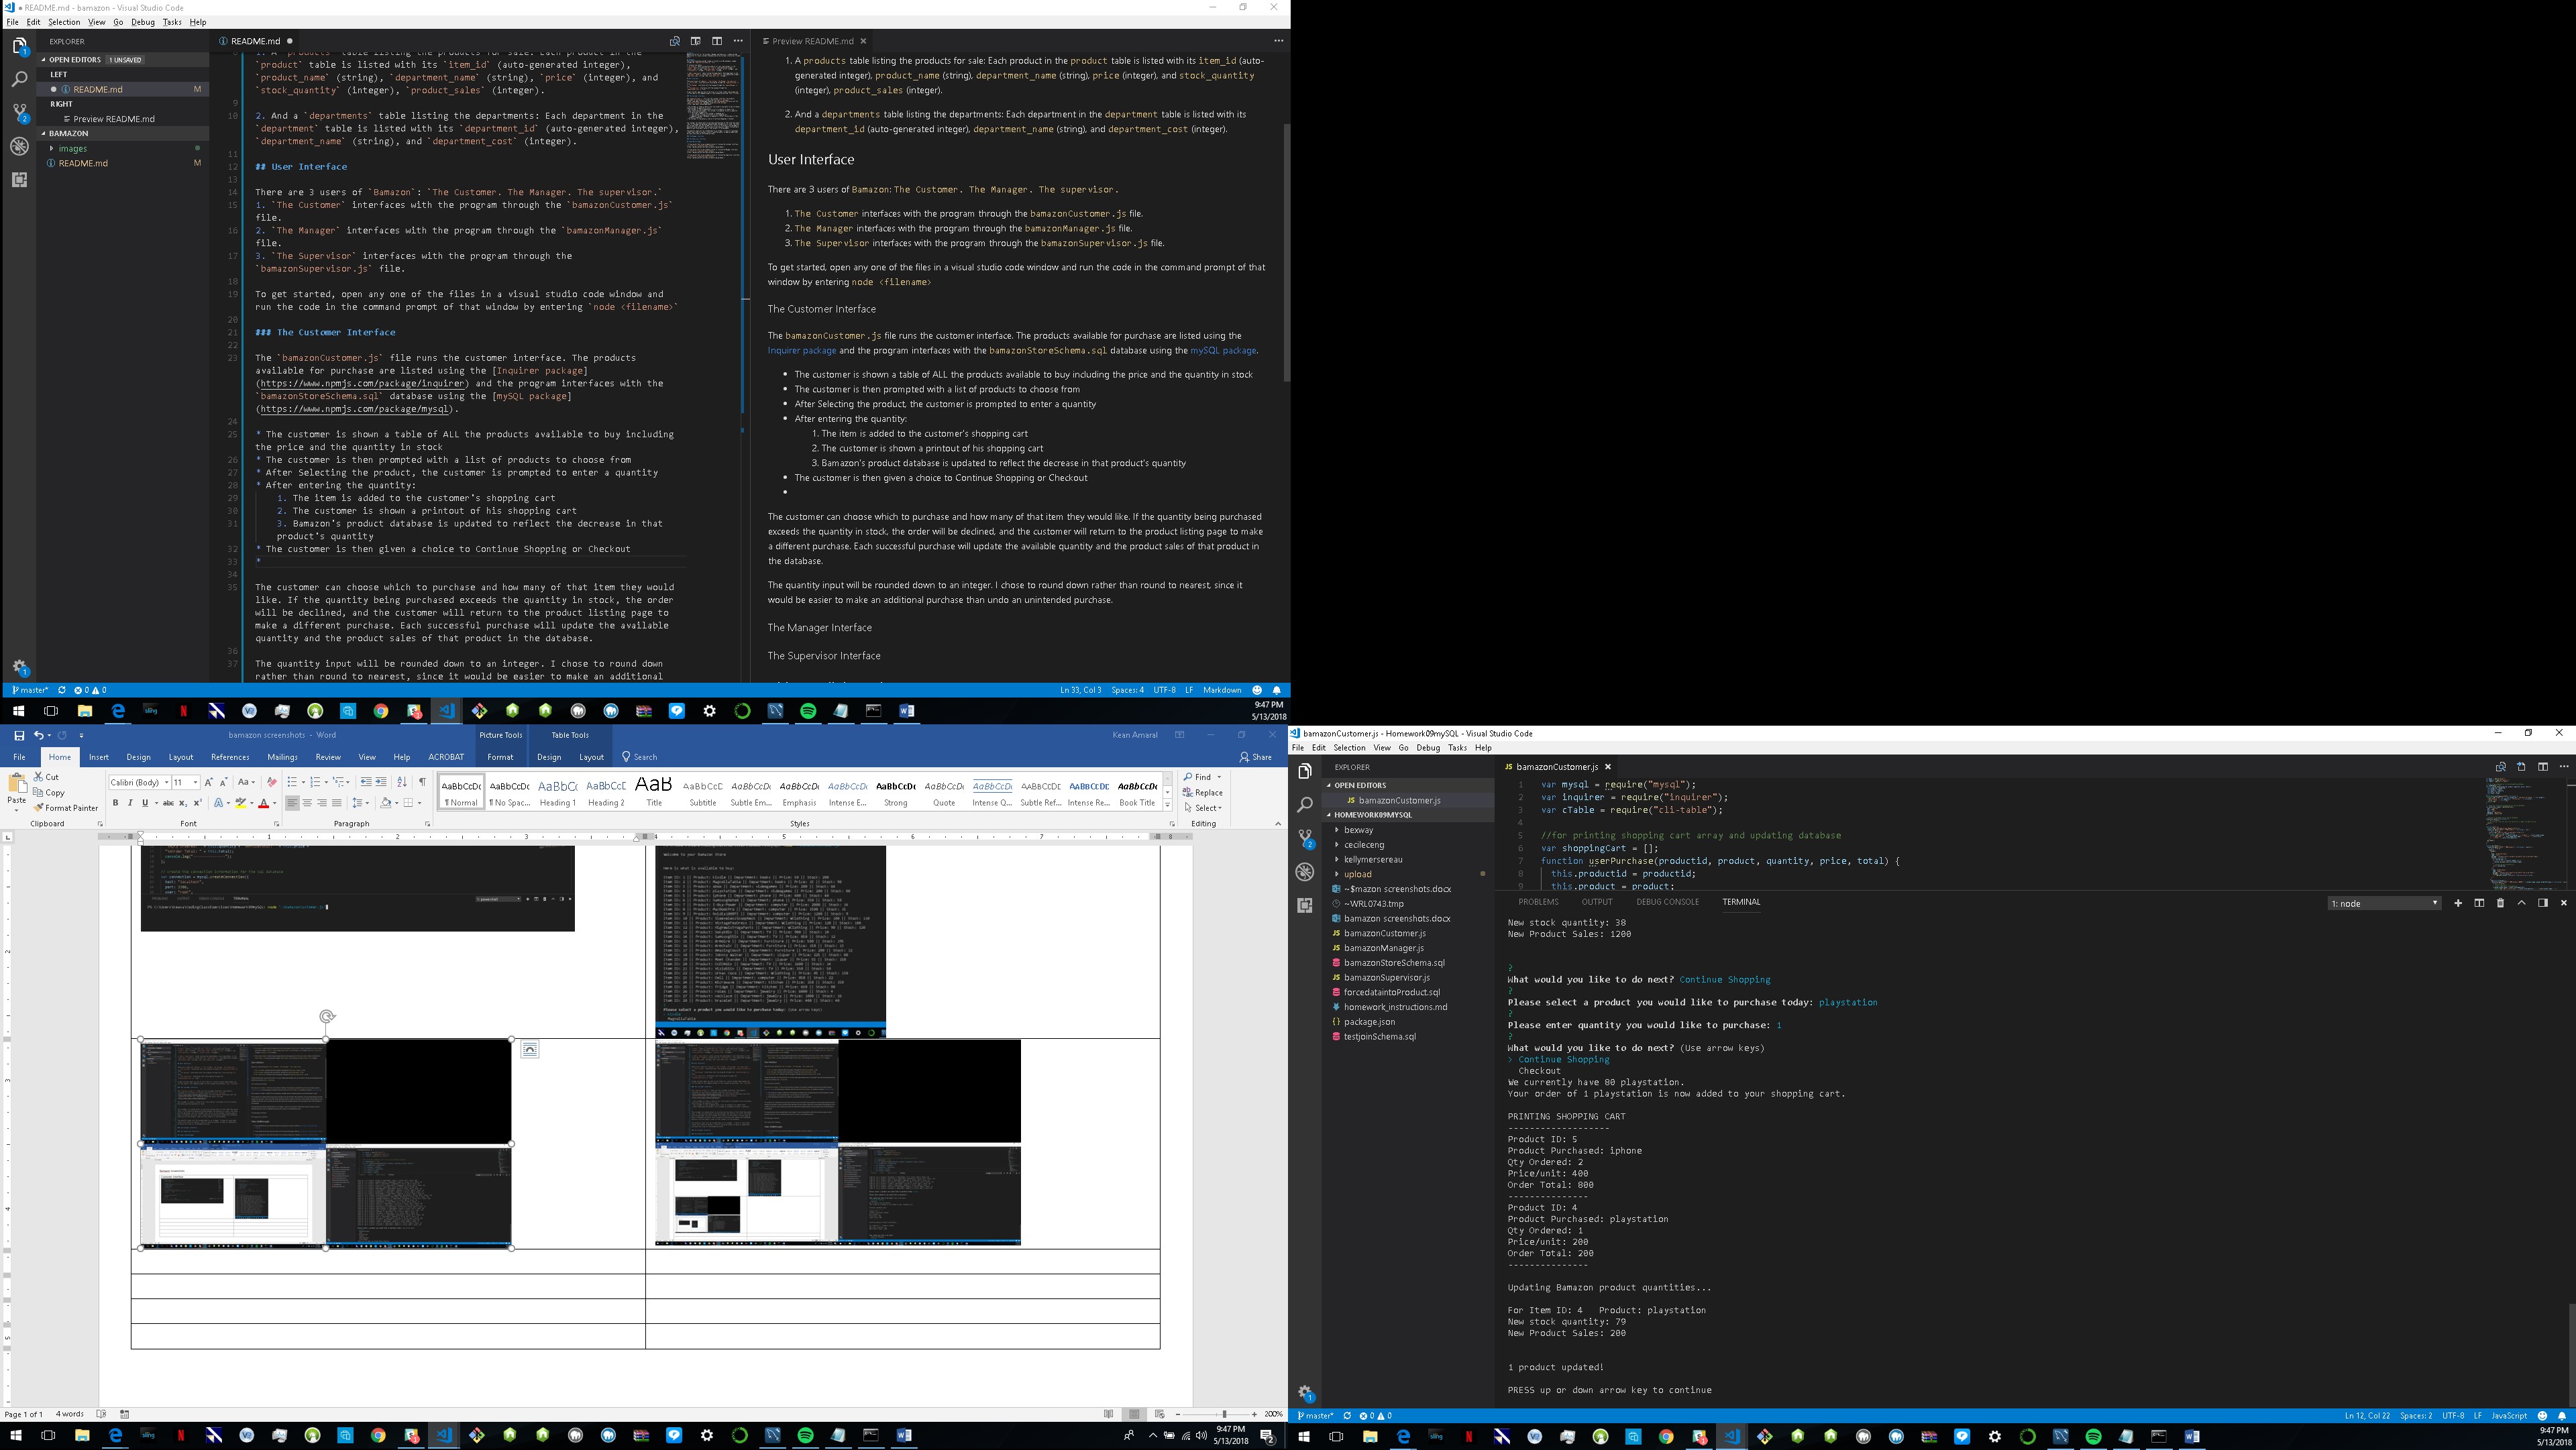 README.md - bamazon - Visual Studio Code
File Edit Selection View Go Debug Tasks Help
EXPLORER
OPEN EDITORS 1 UNSAVED
LEFT
README.md M
RIGHT
Preview README.md
BAMAZON
images
README.md M
README.md
`product` table is listed with its `item_id` (auto-generated integer),
`product_name` (string), `department_name` (string), `price` (integer), and
`stock_quantity` (integer), `product_sales` (integer).
9
10 2. And a `departments` table listing the departments: Each department in the
`department` table is listed with its `department_id` (auto-generated integer),
`department_name` (string), and `department_cost` (integer).
11
12 ## User Interface
13
14 There are 3 users of `Bamazon`: `The Customer. The Manager. The supervisor.`
15 1. `The Customer` interfaces with the program through the `bamazonCustomer.js`
file.
16 2. `The Manager` interfaces with the program through the `bamazonManager.js`
file.
17 3. `The Supervisor` interfaces with the program through the
`bamazonSupervisor.js` file.
18
19 To get started, open any one of the files in a visual studio code window and
run the code in the command prompt of that window by entering `node <filename>`
20
21 ### The Customer Interface
22
23 The `bamazonCustomer.js` file runs the customer interface. The products
available for purchase are listed using the [Inquirer package]
(https://www.npmjs.com/package/inquirer) and the program interfaces with the
`bamazonStoreSchema.sql` database using the [mySQL package]
(https://www.npmjs.com/package/mysql).
24
25 * The customer is shown a table of ALL the products available to buy including
the price and the quantity in stock
26 * The customer is then prompted with a list of products to choose from
27 * After Selecting the product, the customer is prompted to enter a quantity
28 * After entering the quantity:
29 1. The item is added to the customer's shopping cart
30 2. The customer is shown a printout of his shopping cart
31 3. Bamazon's product database is updated to reflect the decrease in that
product's quantity
32 * The customer is then given a choice to Continue Shopping or Checkout
33 *
34
35 The customer can choose which to purchase and how many of that item they would
like. If the quantity being purchased exceeds the quantity in stock, the order
will be declined, and the customer will return to the product listing page to
make a different purchase. Each successful purchase will update the available
quantity and the product sales of that product in the database.
36
37 The quantity input will be rounded down to an integer. I chose to round down
rather than round to nearest, since it would be easier to make an additional
Preview README.md
1. A products table listing the products for sale: Each product in the product table is listed with its item_id (auto-
generated integer), product_name (string), department_name (string), price (integer), and stock_quantity
(integer), product_sales (integer).
2. And a departments table listing the departments: Each department in the department table is listed with its
department_id (auto-generated integer), department_name (string), and department_cost (integer).
User Interface
There are 3 users of Bamazon: The Customer. The Manager. The supervisor.
1. The Customer interfaces with the program through the bamazonCustomer.js file.
2. The Manager interfaces with the program through the bamazonManager.js file.
3. The Supervisor interfaces with the program through the bamazonSupervisor.js file.
To get started, open any one of the files in a visual studio code window and run the code in the command prompt of that
window by entering node <filename>
The Customer Interface
The bamazonCustomer.js file runs the customer interface. The products available for purchase are listed using the
Inquirer package and the program interfaces with the bamazonStoreSchema.sql database using the mySQL package.
The customer is shown a table of ALL the products available to buy including the price and the quantity in stock
The customer is then prompted with a list of products to choose from
After Selecting the product, the customer is prompted to enter a quantity
After entering the quantity:
1. The item is added to the customer's shopping cart
2. The customer is shown a printout of his shopping cart
3. Bamazon's product database is updated to reflect the decrease in that product's quantity
The customer is then given a choice to Continue Shopping or Checkout
The customer can choose which to purchase and how many of that item they would like. If the quantity being purchased
exceeds the quantity in stock, the order will be declined, and the customer will return to the product listing page to make
a different purchase. Each successful purchase will update the available quantity and the product sales of that product in
the database.
The quantity input will be rounded down to an integer. I chose to round down rather than round to nearest, since it
would be easier to make an additional purchase than undo an unintended purchase.
The Manager Interface
The Supervisor Interface
master* 0 0
Ln 33, Col 3 Spaces: 4 UTF-8 LF Markdown
9:47 PM
5/13/2018
bamazon screenshots - Word
Picture Tools Table Tools
Kean Amaral
File Home Insert Design Layout References Mailings Review View Help ACROBAT Format Design Layout Search Share
Paste
Cut
Copy
Format Painter
Clipboard
Calibri (Body) 11
Font
Paragraph
¶ Normal
¶ No Spac...
Heading 1
Heading 2
Title
Subtitle
Subtle Em...
Emphasis
Intense E...
Strong
Quote
Intense Q...
Subtle Ref...
Intense Re...
Book Title
Styles
Find
Replace
Select
Editing
Page 1 of 1 4 words
200%
9:47 PM
5/13/2018
bamazonCustomer.js - Homework09mySQL - Visual Studio Code
File Edit Selection View Go Debug Tasks Help
EXPLORER
OPEN EDITORS
JS bamazonCustomer.js
HOMEWORK09MYSQL
bexway
cecileceng
kellymersereau
upload
~$mazon screenshots.docx
~WRL0743.tmp
bamazon screenshots.docx
JS bamazonCustomer.js
JS bamazonManager.js
bamazonStoreSchema.sql
JS bamazonSupervisor.js
forcedataintoProduct.sql
homework_instructions.md
{} package.json
testjoinSchema.sql
JS bamazonCustomer.js
1 var mysql = require("mysql");
2 var inquirer = require("inquirer");
3 var cTable = require("cli-table");
4
5 //for printing shopping cart array and updating database
6 var shoppingCart = [];
7 function userPurchase(productid, product, quantity, price, total) {
8 this.productid = productid;
9 this.product = product;
PROBLEMS OUTPUT DEBUG CONSOLE TERMINAL
1: node
New stock quantity: 38
New Product Sales: 1200
?
What would you like to do next? Continue Shopping
?
Please select a product you would like to purchase today: playstation
?
Please enter quantity you would like to purchase: 1
?
What would you like to do next? (Use arrow keys)
> Continue Shopping
Checkout
We currently have 80 playstation.
Your order of 1 playstation is now added to your shopping cart.
PRINTING SHOPPING CART
-------------------
Product ID: 5
Product Purchased: iphone
Qty Ordered: 2
Price/unit: 400
Order Total: 800
---------------
Product ID: 4
Product Purchased: playstation
Qty Ordered: 1
Price/unit: 200
Order Total: 200
---------------
Updating Bamazon product quantities...
For Item ID: 4 Product: playstation
New stock quantity: 79
New Product Sales: 200
1 product updated!
PRESS up or down arrow key to continue
master* 0 0
Ln 12, Col 22 Spaces: 2 UTF-8 LF JavaScript
9:47 PM
5/13/2018